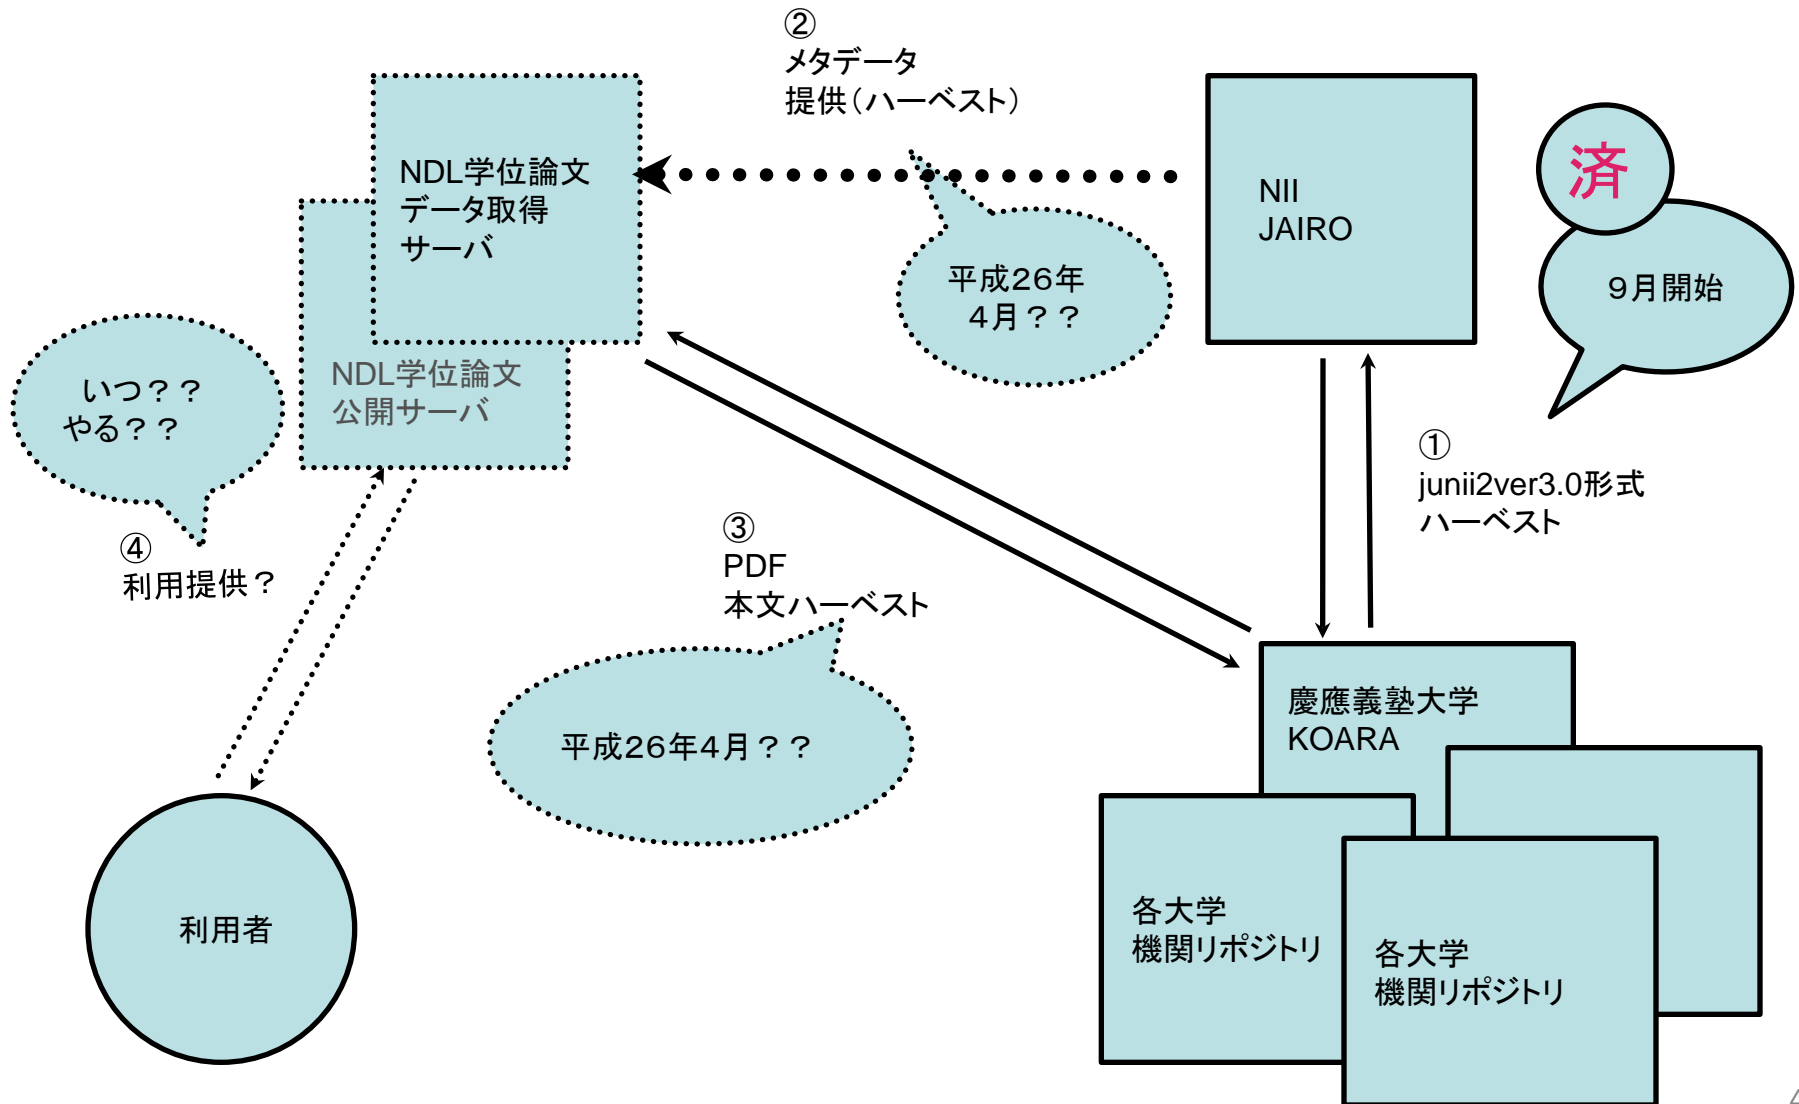 ②
メタデータ
提供（ハーベスト）
NDL学位論文
データ取得
サーバ
NII
JAIRO
済
９月開始
平成２６年
４月？？
NDL学位論文
公開サーバ
いつ？？
やる？？
①
junii2ver3.0形式
ハーベスト
④
利用提供？
③
PDF
本文ハーベスト
平成２６年４月？？
慶應義塾大学
KOARA
利用者
各大学
機関リポジトリ
各大学
機関リポジトリ